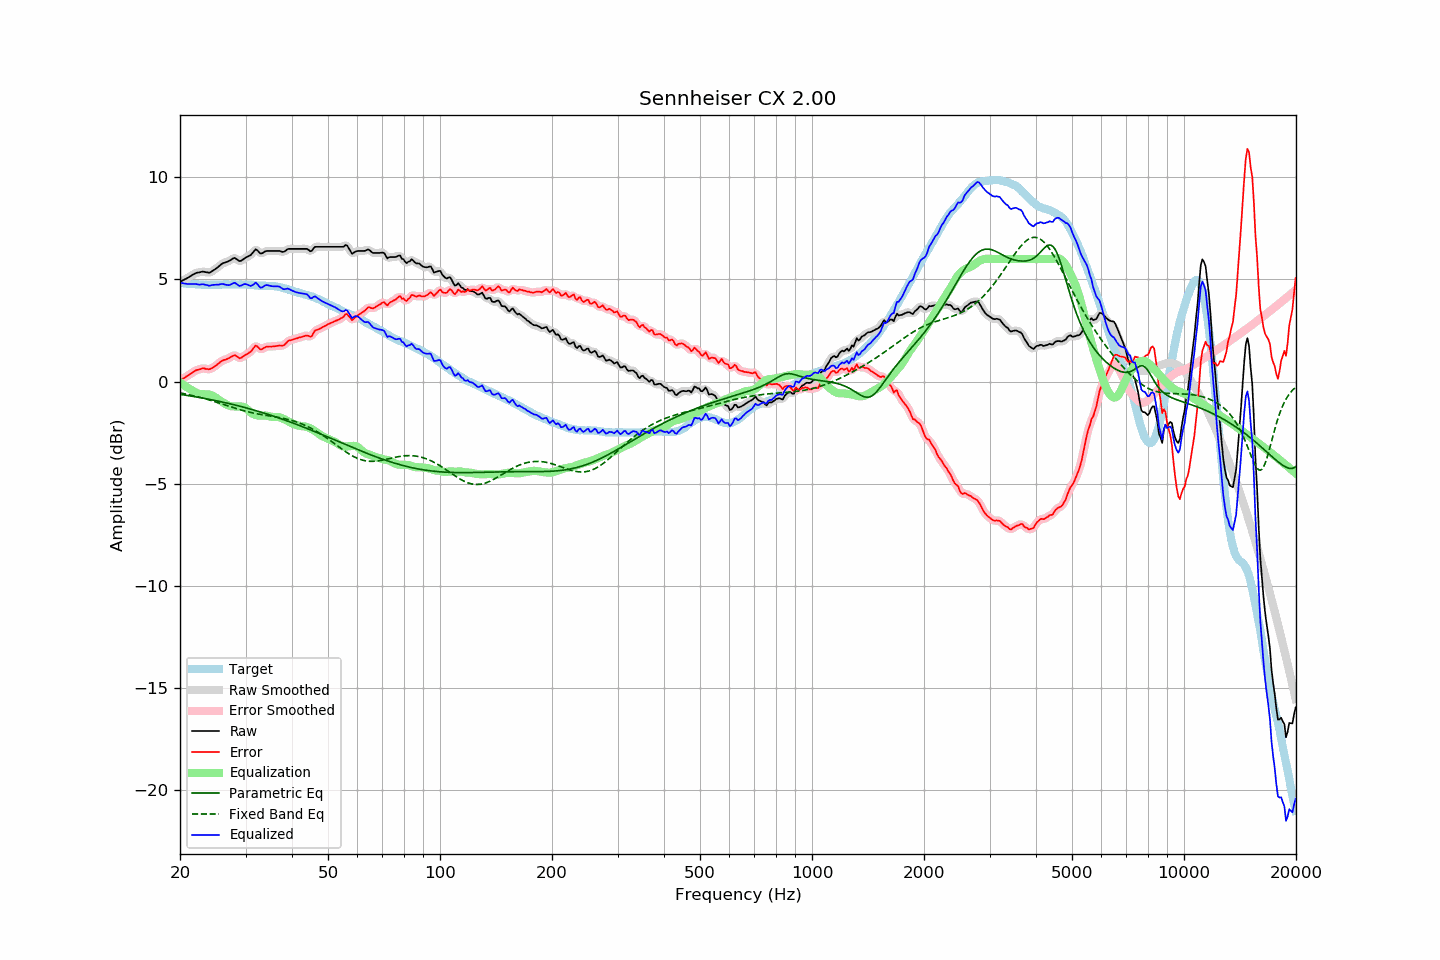 Sennheiser CX 2.00
Amplitude (dBr)
10
5
0
−5
−10
−15
−20
Target
Raw Smoothed
Error Smoothed
Raw
Error
Equalization
Parametric Eq
Fixed Band Eq
Equalized
20 50 100 200 500 1000 2000 5000 10000 20000
Frequency (Hz)